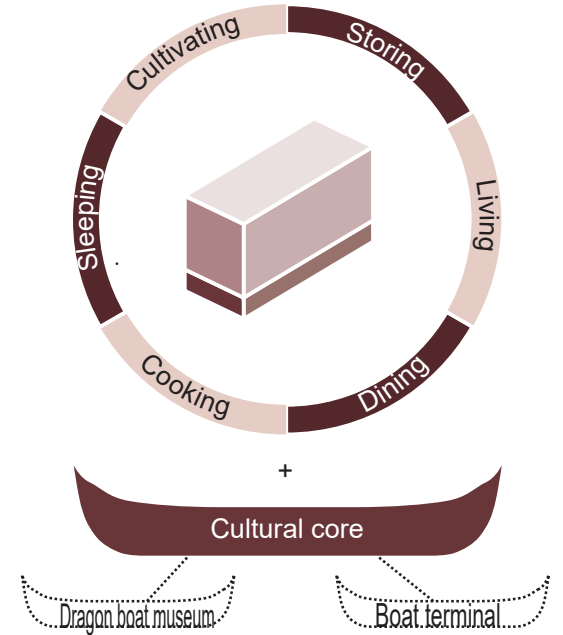 Cultivating
Storing
Sleeping
Living
Cooking
Dining
+
Cultural core
Dragon boat museum
Boat terminal